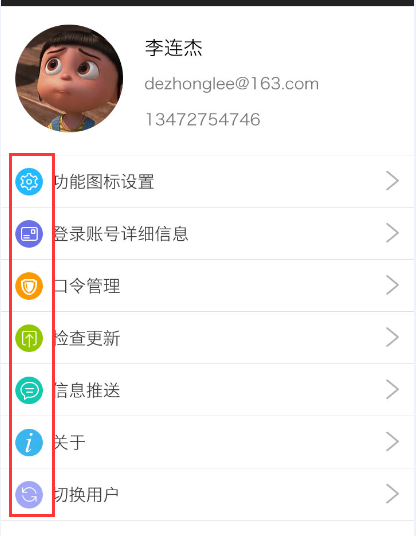 李连杰
dezhonglee@163.com
13472754746
功能图标设置
登录账号详细信息
口令管理
检查更新
信息推送
关于
切换用户